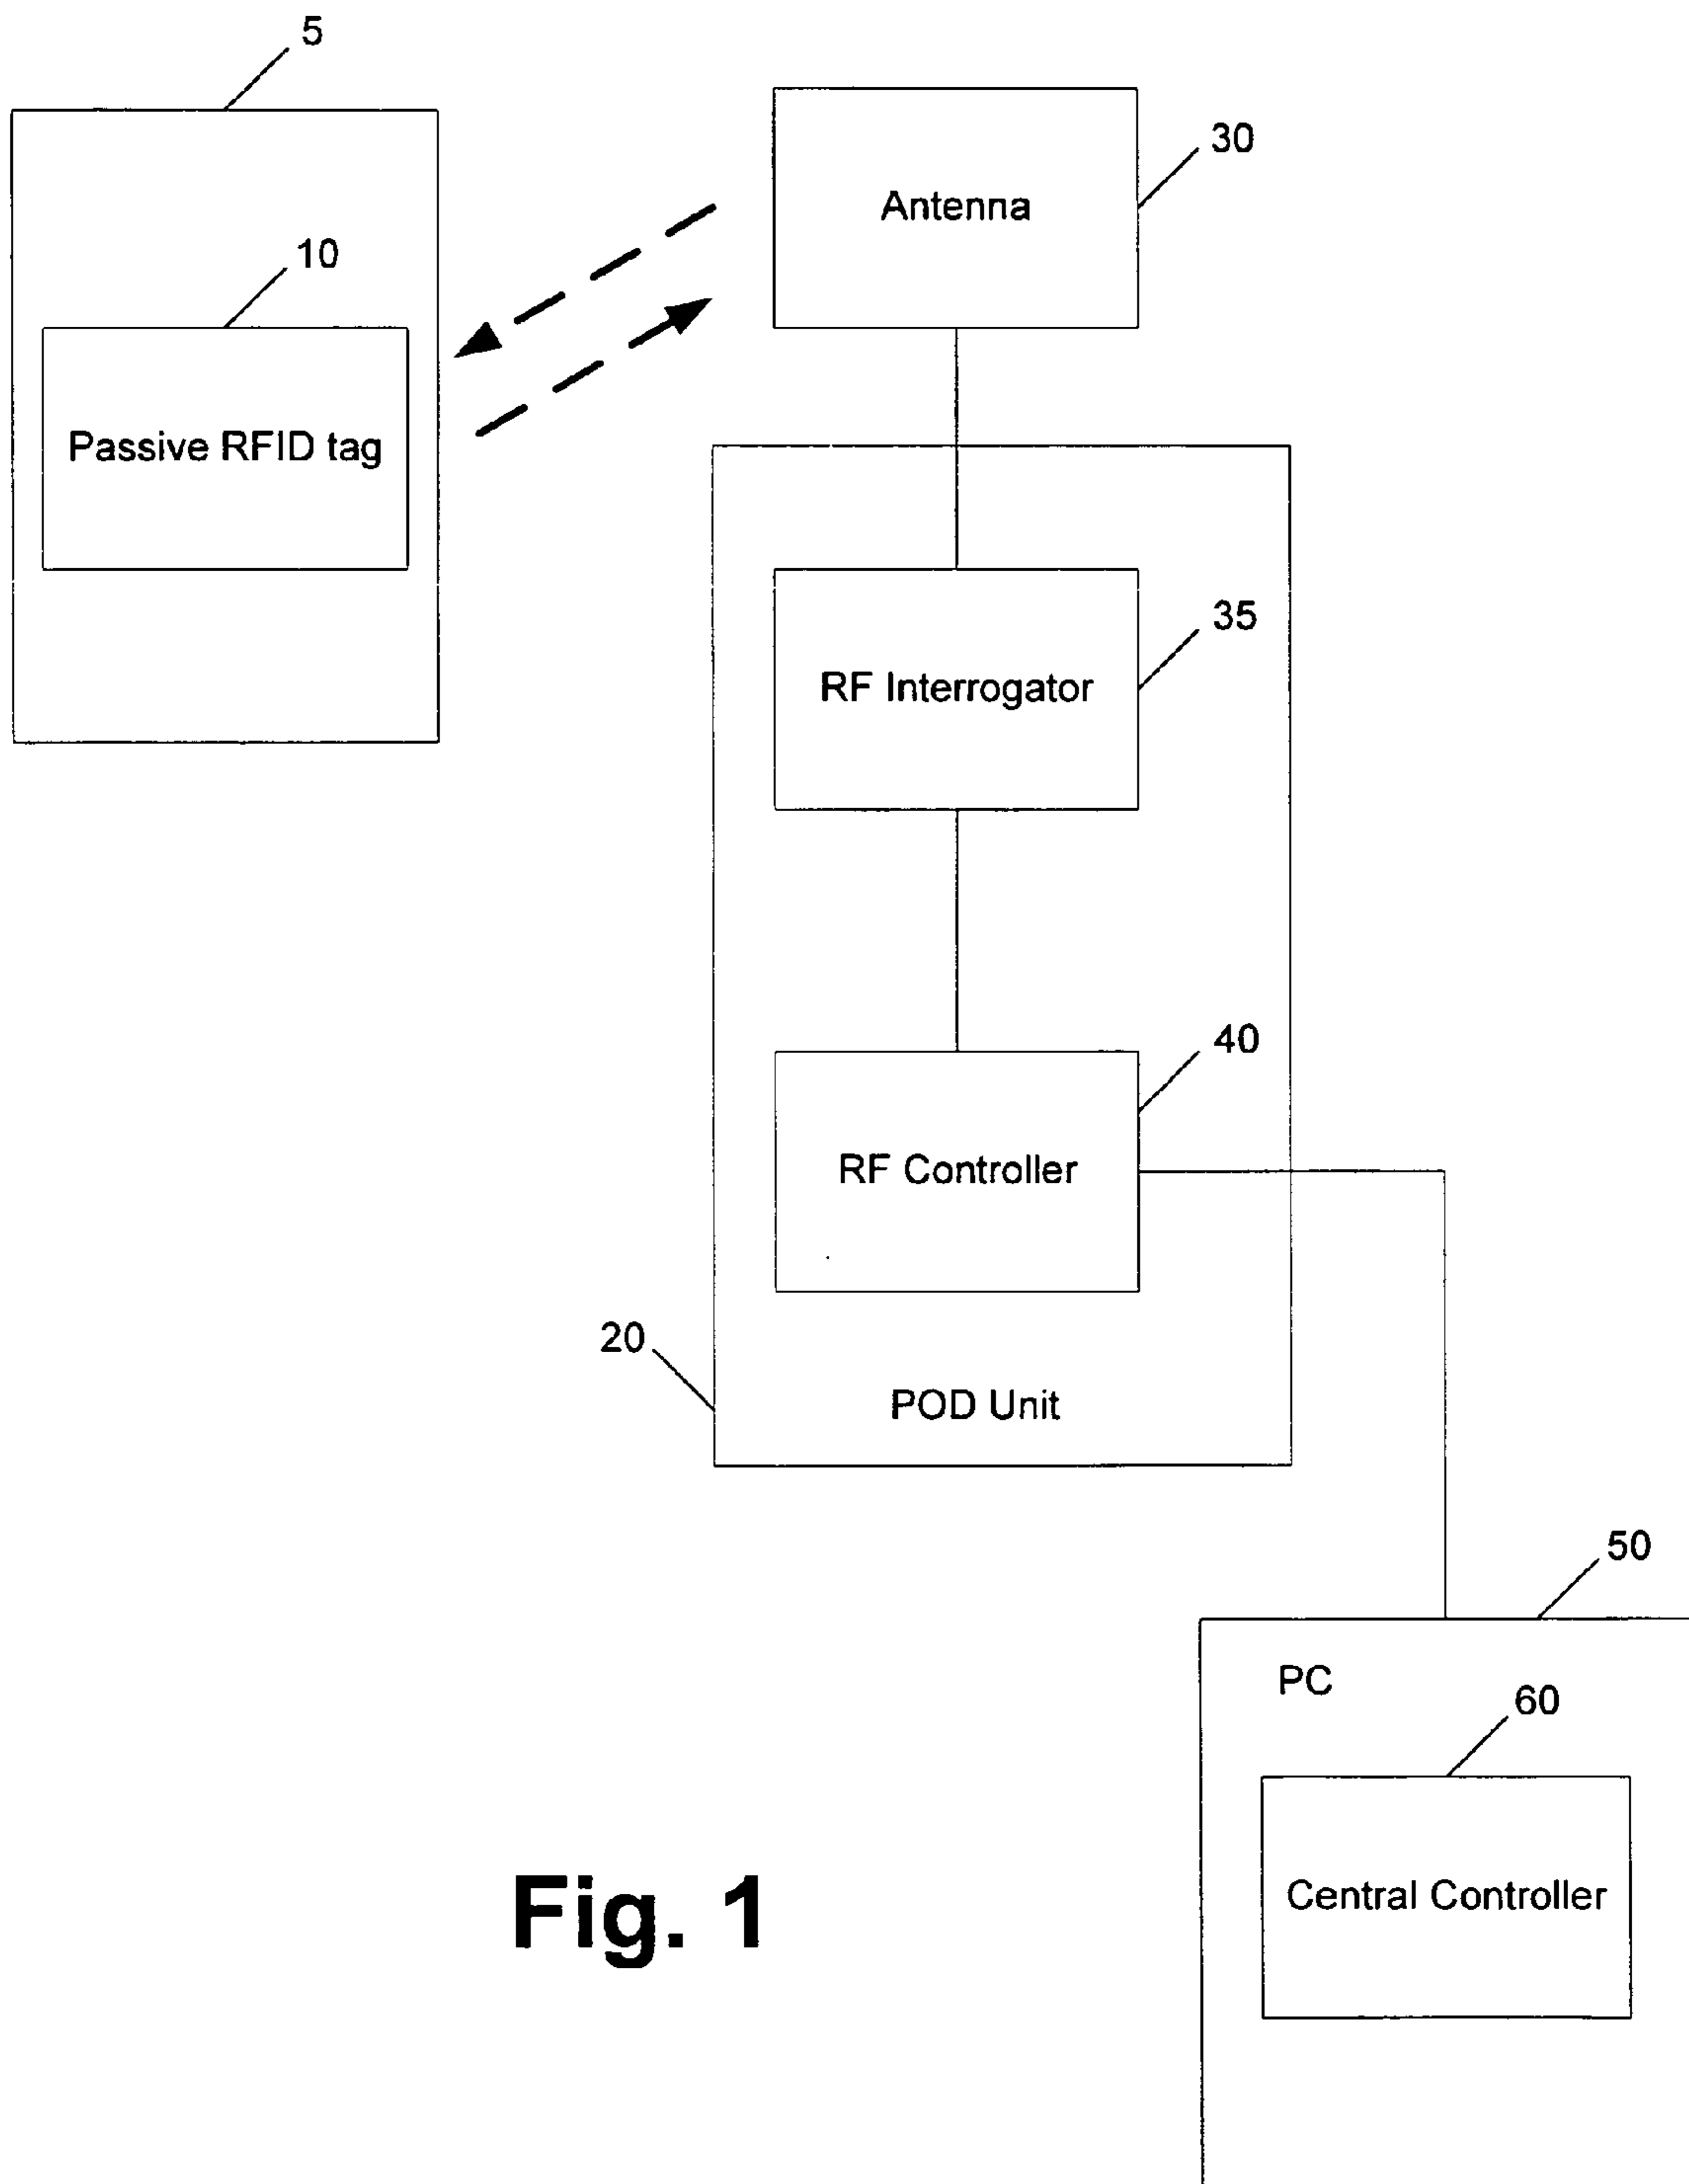 5
30
Antenna
10
Passive RFID tag
35
RF Interrogator
40
RF Controller
20
POD Unit
50
PC
60
Central Controller
Fig. 1